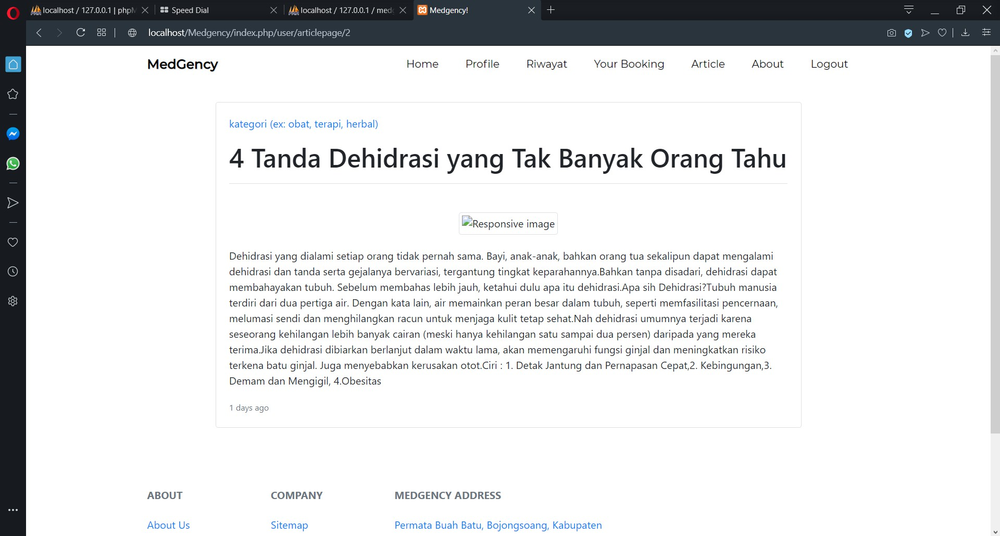 localhost / 127.0.0.1 | phpM
Speed Dial
localhost / 127.0.0.1 / med
Medgency!
localhost/Medgency/index.php/user/articlepage/2
MedGency
Home
Profile
Riwayat
Your Booking
Article
About
Logout
kategori (ex: obat, terapi, herbal)
4 Tanda Dehidrasi yang Tak Banyak Orang Tahu
Responsive image
Dehidrasi yang dialami setiap orang tidak pernah sama. Bayi, anak-anak, bahkan orang tua sekalipun dapat mengalami
dehidrasi dan tanda serta gejalanya bervariasi, tergantung tingkat keparahannya.Bahkan tanpa disadari, dehidrasi dapat
membahayakan tubuh. Sebelum membahas lebih jauh, ketahui dulu apa itu dehidrasi.Apa sih Dehidrasi?Tubuh manusia
terdiri dari dua pertiga air. Dengan kata lain, air memainkan peran besar dalam tubuh, seperti memfasilitasi pencernaan,
melumasi sendi dan menghilangkan racun untuk menjaga kulit tetap sehat.Nah dehidrasi umumnya terjadi karena
seseorang kehilangan lebih banyak cairan (meski hanya kehilangan satu sampai dua persen) daripada yang mereka
terima.Jika dehidrasi dibiarkan berlanjut dalam waktu lama, akan memengaruhi fungsi ginjal dan meningkatkan risiko
terkena batu ginjal. Juga menyebabkan kerusakan otot.Ciri : 1. Detak Jantung dan Pernapasan Cepat,2. Kebingungan,3.
Demam dan Mengigil, 4.Obesitas
1 days ago
ABOUT
COMPANY
MEDGENCY ADDRESS
About Us
Sitemap
Permata Buah Batu, Bojongsoang, Kabupaten